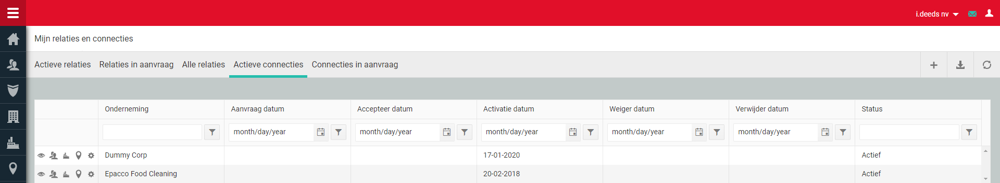 i.deeds nv
Mijn relaties en connecties
Actieve relaties Relaties in aanvraag Alle relaties Actieve connecties Connecties in aanvraag
Onderneming Aanvraag datum Accepteer datum Activatie datum Weiger datum Verwijder datum Status
month/day/year month/day/year month/day/year month/day/year month/day/year
Dummy Corp 17-01-2020 Actief
Epacco Food Cleaning 20-02-2018 Actief